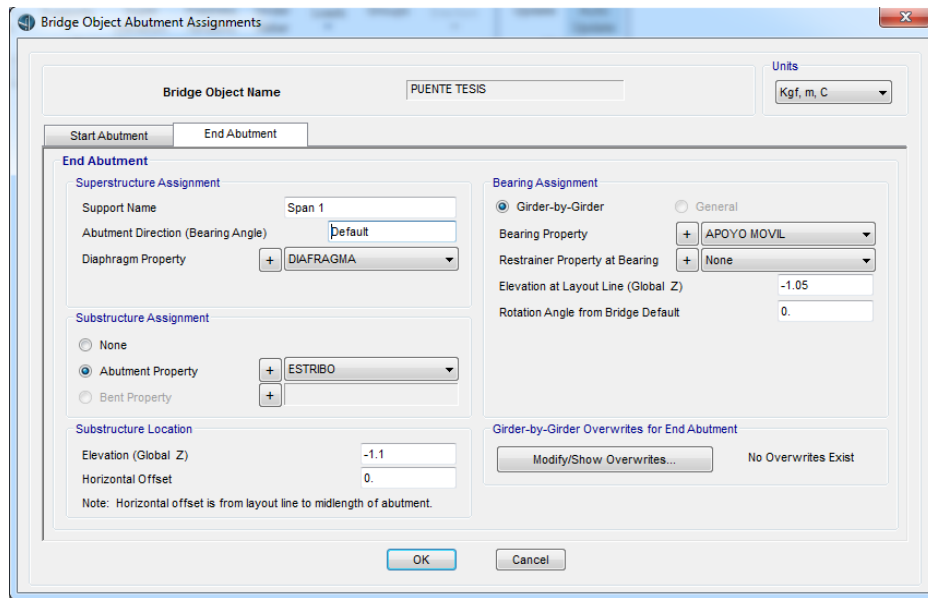 Bridge Object Abutment Assignments
Bridge Object Name
PUENTE TESIS
Units
Kgf, m, C
Start Abutment
End Abutment
End Abutment
Superstructure Assignment
Support Name
Span 1
Abutment Direction (Bearing Angle)
Default
Diaphragm Property
+
DIAFRAGMA
Substructure Assignment
None
Abutment Property
+
ESTRIBO
Bent Property
+
Substructure Location
Elevation (Global Z)
-1.1
Horizontal Offset
0.
Note: Horizontal offset is from layout line to midlength of abutment.
Bearing Assignment
Girder-by-Girder
General
Bearing Property
+
APOYO MOVIL
Restrainer Property at Bearing
+
None
Elevation at Layout Line (Global Z)
-1.05
Rotation Angle from Bridge Default
0.
Girder-by-Girder Overwrites for End Abutment
Modify/Show Overwrites...
No Overwrites Exist
OK
Cancel